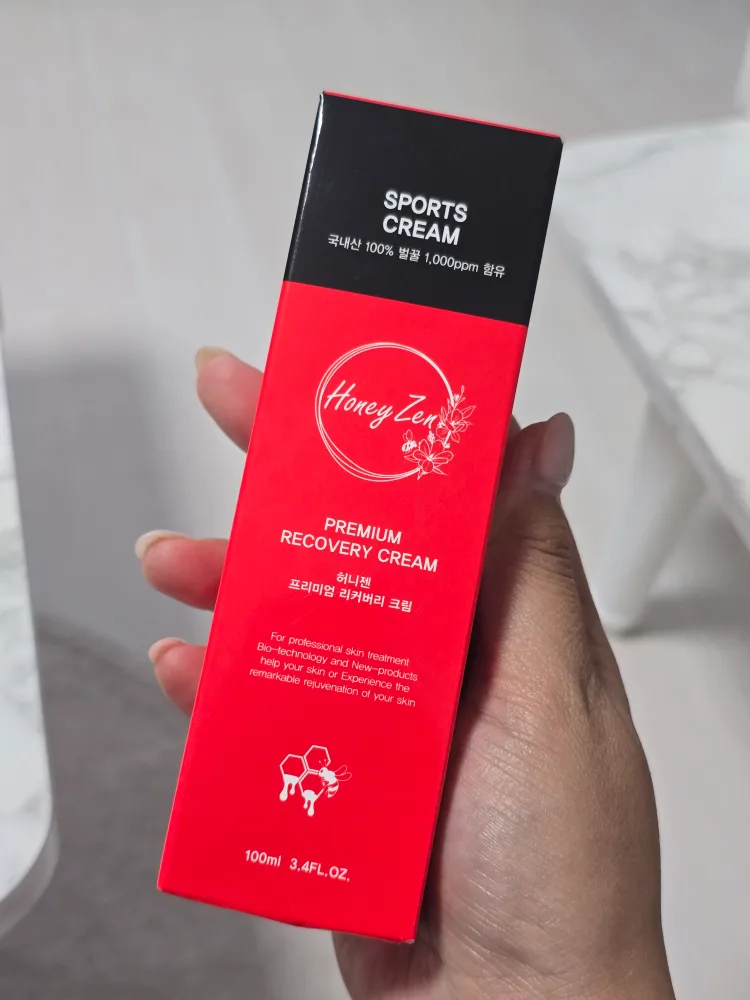 SPORTS
CREAM
국내산 100% 벌꿀 1,000ppm 함유
Honey Zen
PREMIUM
RECOVERY CREAM
허니젠
프리미엄 리커버리 크림
For professional skin treatment
Bio-technology and New-products
help your skin or Experience the
remarkable rejuvenation of your skin
100ml 3.4FL.OZ.